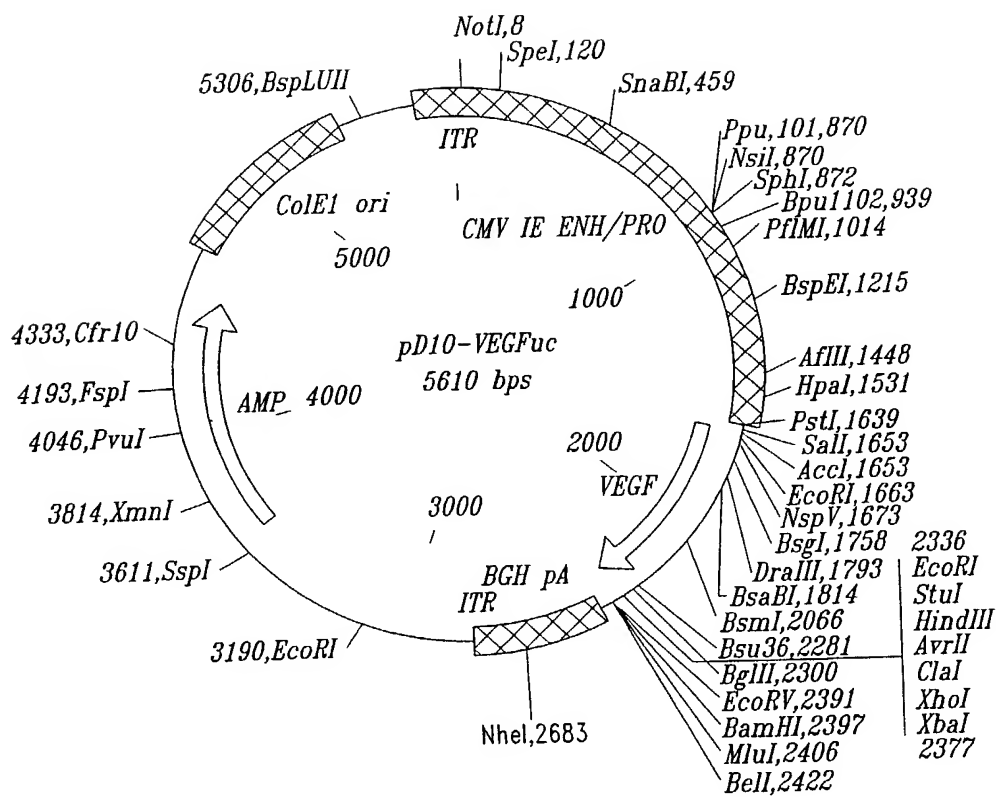 NotI,8
SpeI,120
SnaBI,459
5306,BspLUII
Ppu,101,870
NsiI,870
SphI,872
Bpu1102,939
PflMI,1014
ITR
ColE1 ori
CMV IE ENH/PRO
5000
1000
BspEI,1215
4333,Cfr10
pD10-VEGFuc
5610 bps
AflII,1448
HpaI,1531
4193,FspI
AMP
4000
PstI,1639
SalI,1653
AccI,1653
4046,PvuI
2000
VEGF
EcoRI,1663
NspV,1673
BsgI,1758
3814,XmnI
3000
DraIII,1793
BsaBI,1814
3611,SspI
BGH pA
ITR
BsmI,2066
Bsu36,2281
BglII,2300
EcoRV,2391
BamHI,2397
MluI,2406
BelI,2422
3190,EcoRI
NheI,2683
2336
EcoRI
StuI
HindIII
AvrII
ClaI
XhoI
XbaI
2377